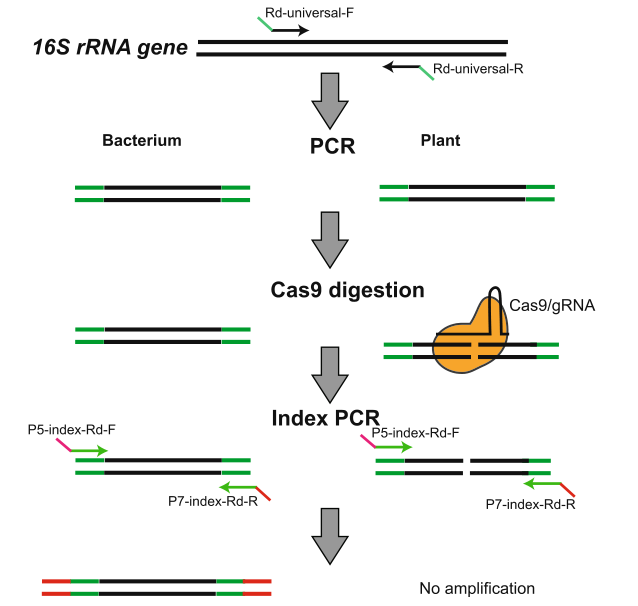 Rd-universal-F
16S rRNA gene
Rd-universal-R
Bacterium
PCR
Plant
Cas9 digestion
Cas9/gRNA
Index PCR
P5-index-Rd-F
P5-index-Rd-F
P7-index-Rd-R
P7-index-Rd-R
No amplification